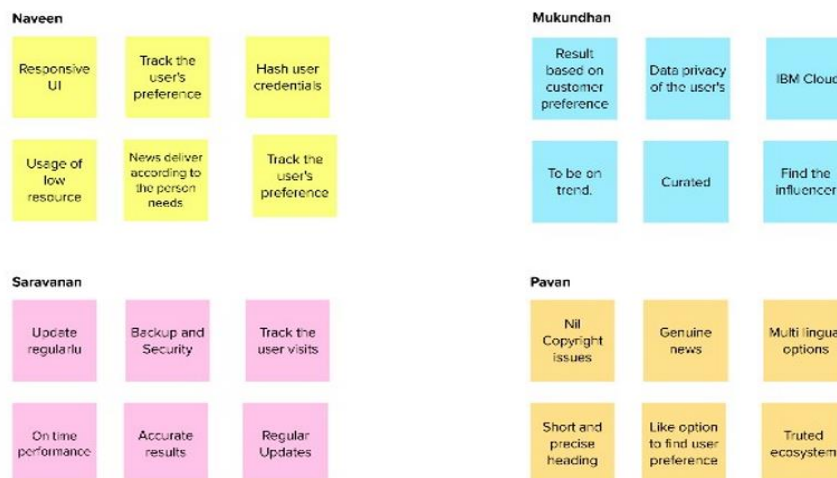 Naveen
Responsive
UI
Track the
user's
preference
Hash user
credentials
Usage of
low
resource
News deliver
according to
the person
needs
Track the
user's
preference
Mukundhan
Result
based on
customer
preference
Data privacy
of the user's
IBM Cloud
To be on
trend.
Curated
Find the
influencer
Saravanan
Update
regularlu
Backup and
Security
Track the
user visits
On time
performance
Accurate
results
Regular
Updates
Pavan
Nil
Copyright
issues
Genuine
news
Multi lingua
options
Short and
precise
heading
Like option
to find user
preference
Truted
ecosystem